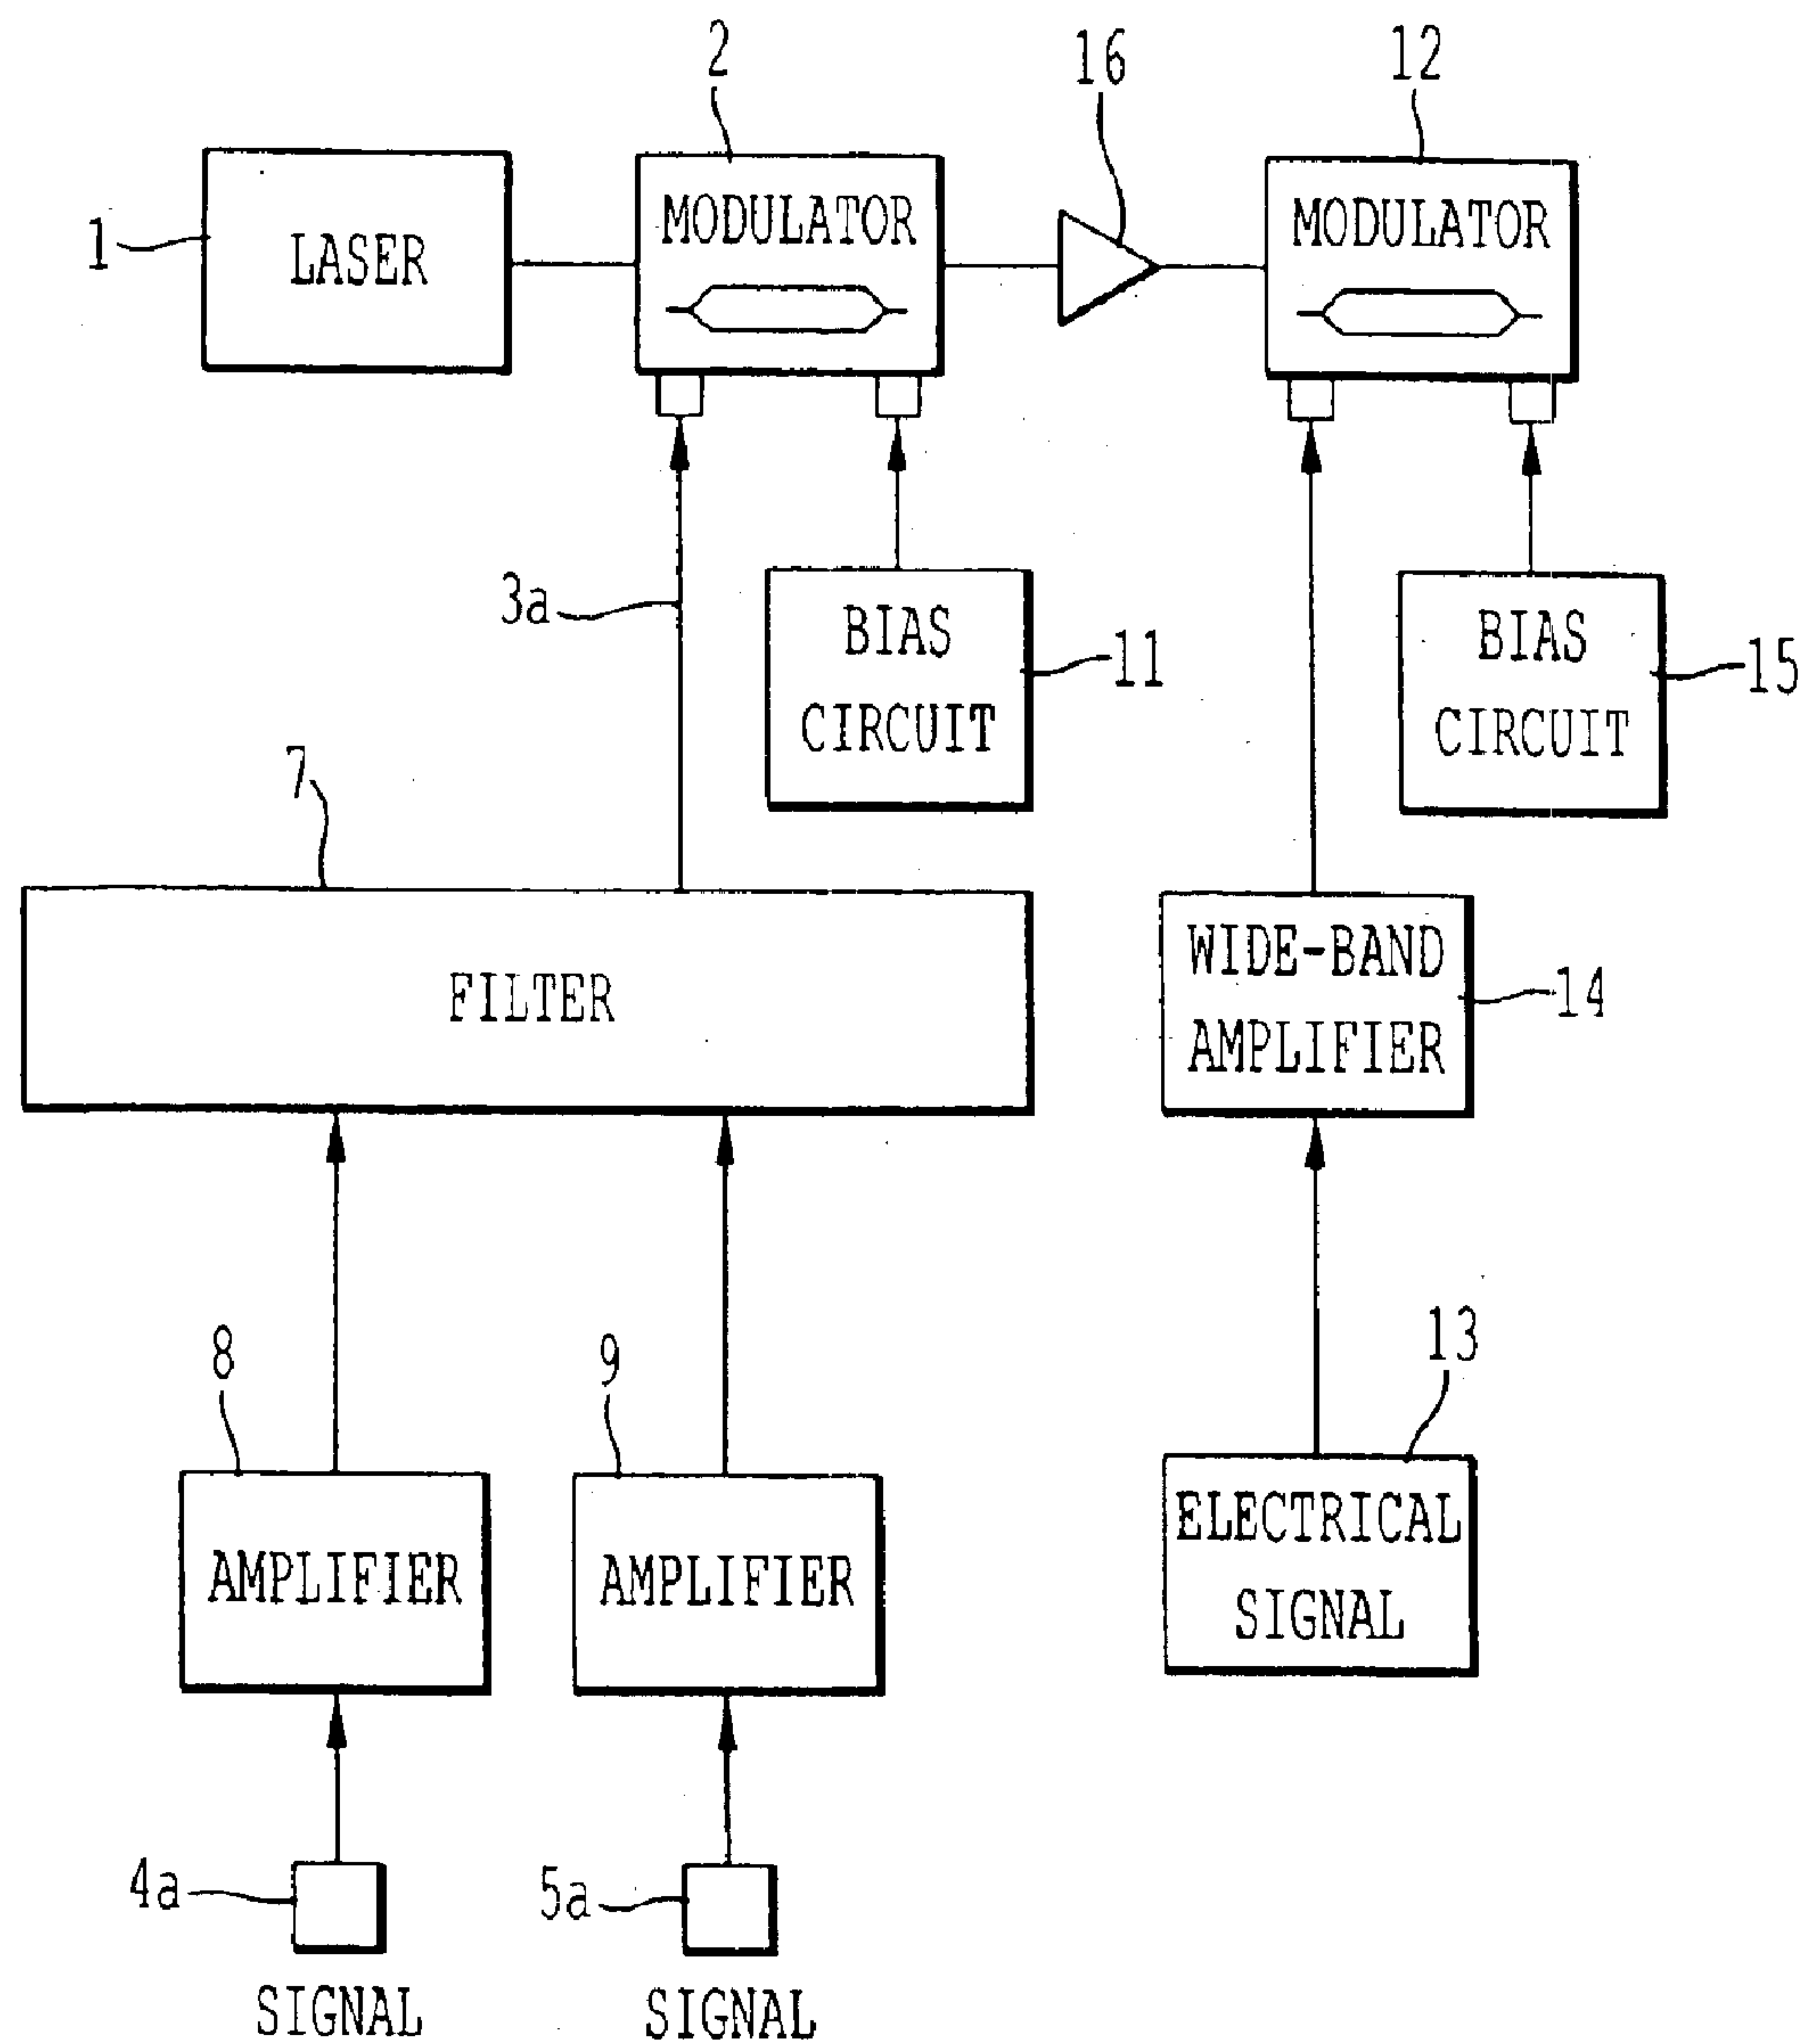 2
16
12
1
LASER
MODULATOR
MODULATOR
3a
BIAS
CIRCUIT
11
BIAS
CIRCUIT
15
7
FILTER
WIDE-BAND
AMPLIFIER
14
8
9
13
AMPLIFIER
AMPLIFIER
ELECTRICAL
SIGNAL
4a
5a
SIGNAL
SIGNAL